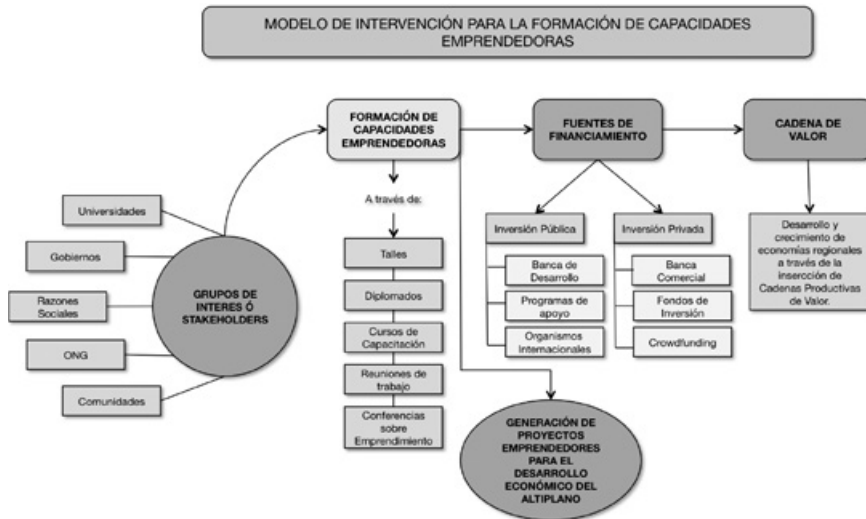 MODELO DE INTERVENCIÓN PARA LA FORMACIÓN DE CAPACIDADES
EMPRENDEDORAS
FORMACIÓN DE
CAPACIDADES
EMPRENDEDORAS
FUENTES DE
FINANCIAMIENTO
CADENA DE
VALOR
A través de:
Universidades
Gobiernos
Razones
Sociales
ONG
Comunidades
GRUPOS DE
INTERES Ó
STAKEHOLDERS
Talles
Diplomados
Cursos de
Capacitación
Reuniones de
trabajo
Conferencias
sobre
Emprendimiento
Inversión Pública
Banca de
Desarrollo
Programas de
apoyo
Organismos
Internacionales
Inversión Privada
Banca
Comercial
Fondos de
Inversión
Crowdfunding
Desarrollo y
crecimiento de
economías regionales
a través de la
insercción de
Cadenas Productivas
de Valor.
GENERACIÓN DE
PROYECTOS
EMPRENDEDORES
PARA EL
DESARROLLO
ECONÓMICO DEL
ALTIPLANO